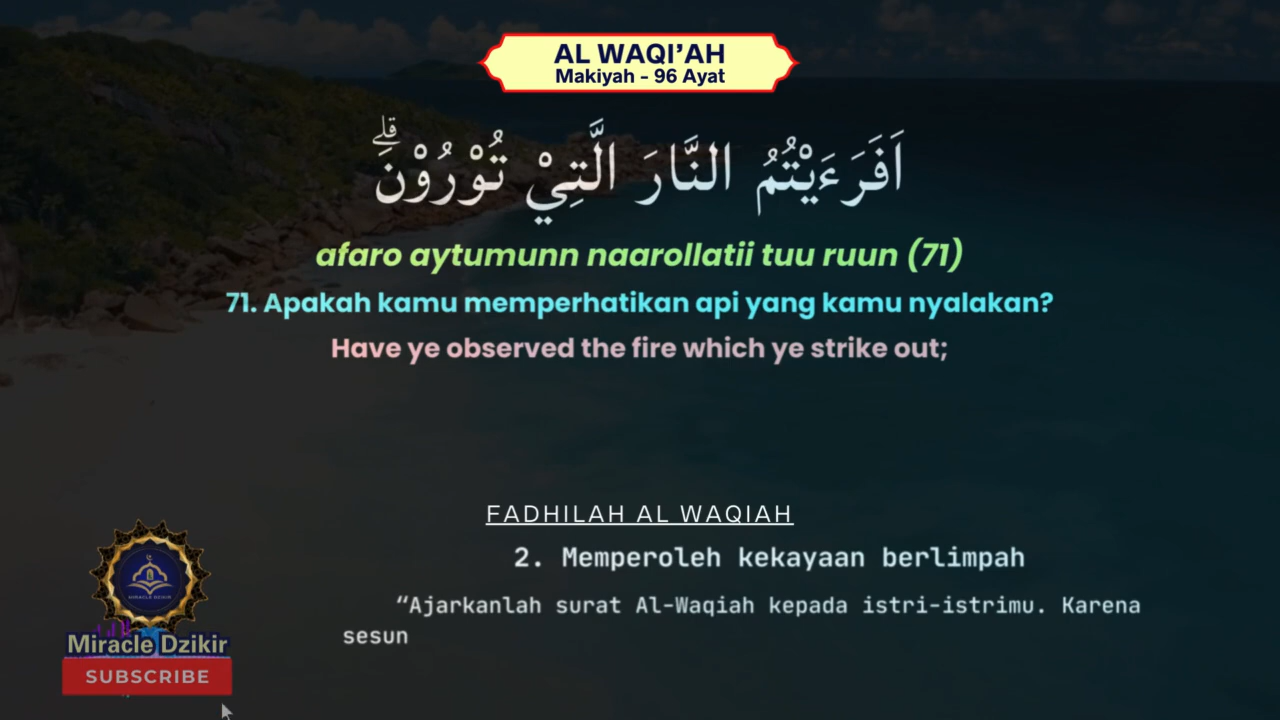 AL WAQI’AH
Makiyah - 96 Ayat
اَفَرَءَيْتُمُ النَّارَ الَّتِيْ تُوْرُوْنَۗ
afaro aytumunn naarollatii tuu ruun (71)
71. Apakah kamu memperhatikan api yang kamu nyalakan?
Have ye observed the fire which ye strike out;
FADHILAH AL WAQIAH
2. Memperoleh kekayaan berlimpah
“Ajarkanlah surat Al-Waqiah kepada istri-istrimu. Karena
sesun
MIRACLE DZIKIR
Miracle Dzikir
SUBSCRIBE